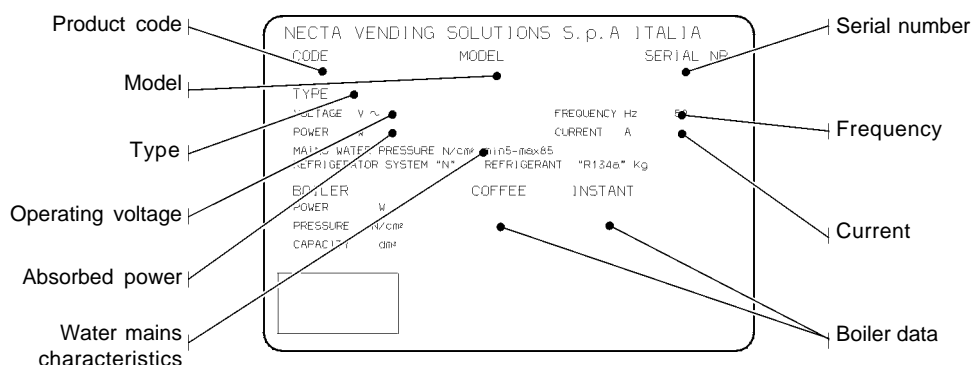 Product code
Model
Type
Operating voltage
Absorbed power
Water mains
characteristics
NECTA VENDING SOLUTIONS S.p.A ITALIA
CODE MODEL SERIAL NR
TYPE
VOLTAGE V ~ FREQUENCY Hz 50
POWER W CURRENT A
MAINS WATER PRESSURE N/cm² min5-max85
REFRIGERATOR SYSTEM "N" REFRIGERANT "R134a" Kg
BOILER COFFEE INSTANT
POWER W
PRESSURE N/cm²
CAPACITY dm²
Serial number
Frequency
Current
Boiler data